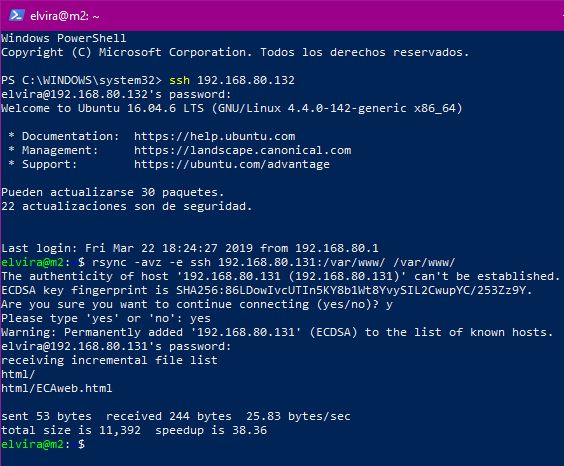 elvira@m2: ~
Windows PowerShell
Copyright (C) Microsoft Corporation. Todos los derechos reservados.
PS C:\WINDOWS\system32> ssh 192.168.80.132
elvira@192.168.80.132's password:
Welcome to Ubuntu 16.04.6 LTS (GNU/Linux 4.4.0-142-generic x86_64)
* Documentation:  https://help.ubuntu.com
* Management:     https://landscape.canonical.com
* Support:        https://ubuntu.com/advantage
Pueden actualizarse 30 paquetes.
22 actualizaciones son de seguridad.
Last login: Fri Mar 22 18:24:27 2019 from 192.168.80.1
elvira@m2: $ rsync -avz -e ssh 192.168.80.131:/var/www/ /var/www/
The authenticity of host '192.168.80.131 (192.168.80.131)' can't be established.
ECDSA key fingerprint is SHA256:86LDowIvcUTIn5KY8b1Wt8YvySIL2CwupYC/253Zz9Y.
Are you sure you want to continue connecting (yes/no)? y
Please type 'yes' or 'no': yes
Warning: Permanently added '192.168.80.131' (ECDSA) to the list of known hosts.
elvira@192.168.80.131's password:
receiving incremental file list
html/
html/ECAweb.html
sent 53 bytes  received 244 bytes  25.83 bytes/sec
total size is 11,392  speedup is 38.36
elvira@m2: $